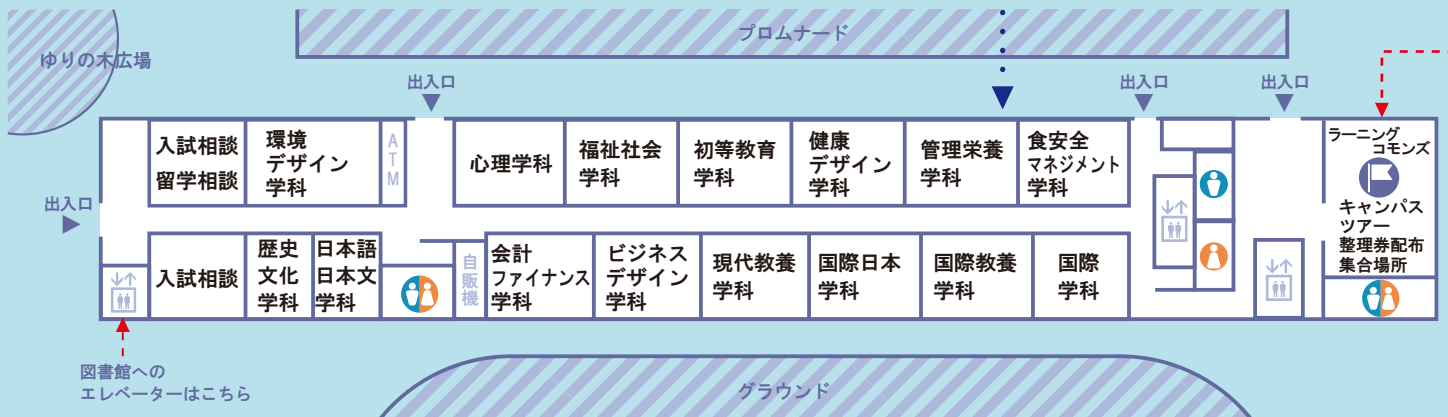 プロムナード
ゆりの木広場
出入口
出入口
出入口
入試相談
留学相談
環境
デザイン
学科
ATM
心理学科
福祉社会
学科
初等教育
学科
健康
デザイン
学科
管理栄養
学科
食安全
マネジメント
学科
ラーニング
コモンズ
キャンパス
ツアー
整理券配布
集合場所
出入口
入試相談
歴史
文化
学科
日本語
日本文
学科
自販機
会計
ファイナンス
学科
ビジネス
デザイン
学科
現代教養
学科
国際日本
学科
国際教養
学科
国際
学科
図書館への
エレベーターはこちら
グラウンド